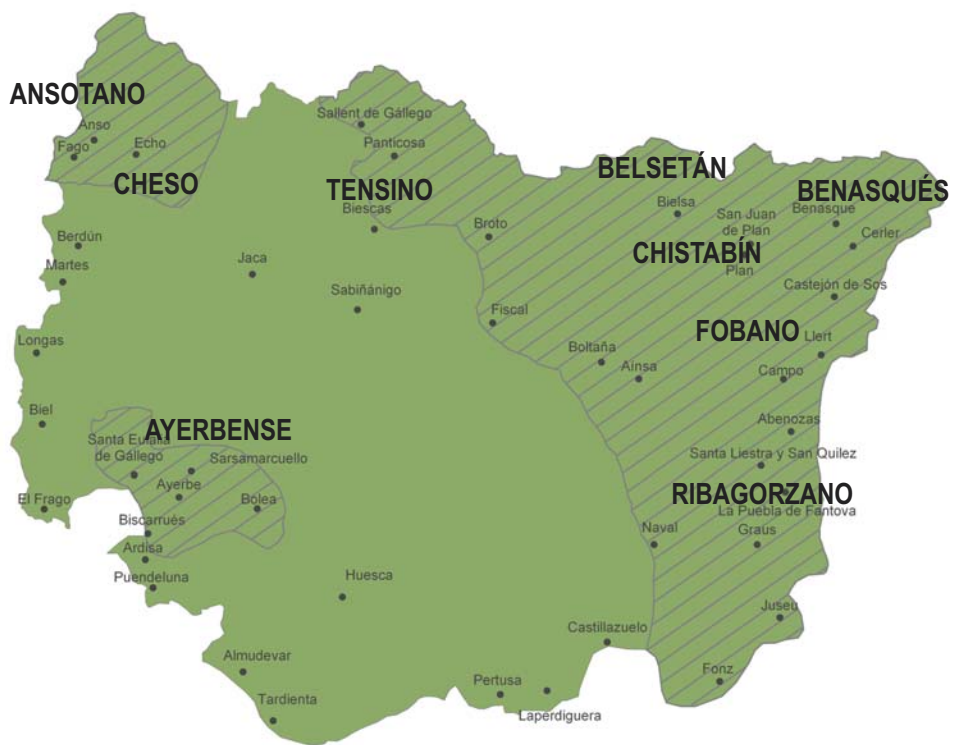 ANSOTANO
Anso
Fago
Echo
CHESO
Sallent de Gállego
Panticosa
TENSINO
Biescas
BELSETÁN
Bielsa
BENASQUÉS
Benasque
San Juan
de Plan
Cerler
CHISTABÍN
Plan
Broto
Berdún
Martes
Jaca
Sabiñánigo
Castejón de Sos
Fiscal
FOBANO
Llert
Longas
Boltaña
Ainsa
Campo
Biel
AYERBENSE
Abenozas
Santa Eulalia
de Gállego
Sarsamarcuello
Santa Liestra y San Quilez
Ayerbe
Bolea
RIBAGORZANO
El Frago
La Puebla de Fantova
Biscarrués
Naval
Graus
Ardisa
Puendeluna
Huesca
Juseu
Castillazuelo
Almudevar
Fonz
Pertusa
Tardienta
Laperdiguera